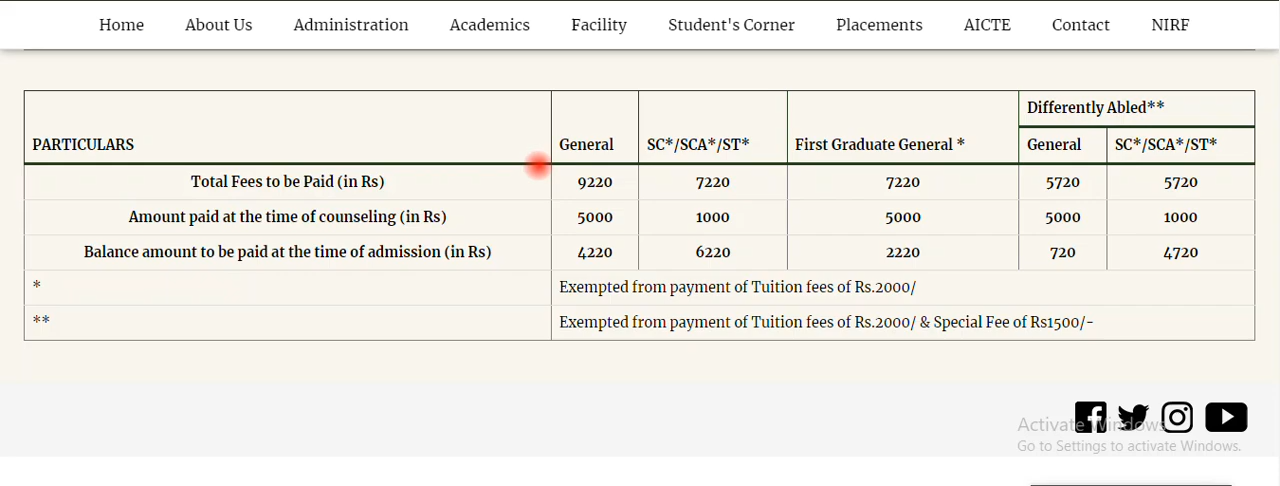 Home About Us Administration Academics Facility Student's Corner Placements AICTE Contact NIRF
Differently Abled**
PARTICULARS General SC*/SCA*/ST* First Graduate General * General SC*/SCA*/ST*
Total Fees to be Paid (in Rs) 9220 7220 7220 5720 5720
Amount paid at the time of counseling (in Rs) 5000 1000 5000 5000 1000
Balance amount to be paid at the time of admission (in Rs) 4220 6220 2220 720 4720
* Exempted from payment of Tuition fees of Rs.2000/
** Exempted from payment of Tuition fees of Rs.2000/ & Special Fee of Rs1500/-
Activate Windows
Go to Settings to activate Windows.